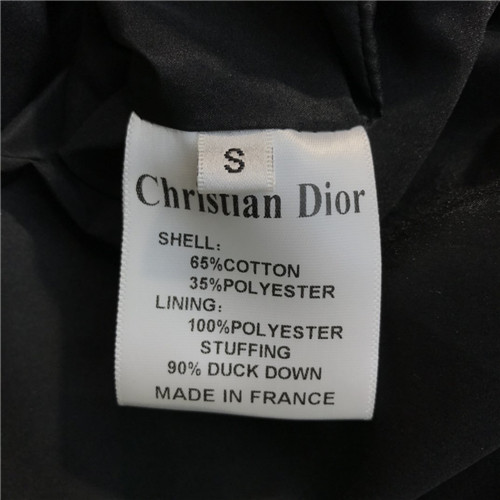 S
Christian Dior
SHELL:
65%COTTON
35%POLYESTER
LINING:
100%POLYESTER
STUFFING
90% DUCK DOWN
MADE IN FRANCE